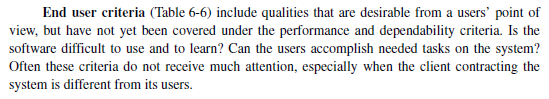 End user criteria (Table 6-6) include qualities that are desirable from a users' point of
view, but have not yet been covered under the performance and dependability criteria. Is the
software difficult to use and to learn? Can the users accomplish needed tasks on the system?
Often these criteria do not receive much attention, especially when the client contracting the
system is different from its users.